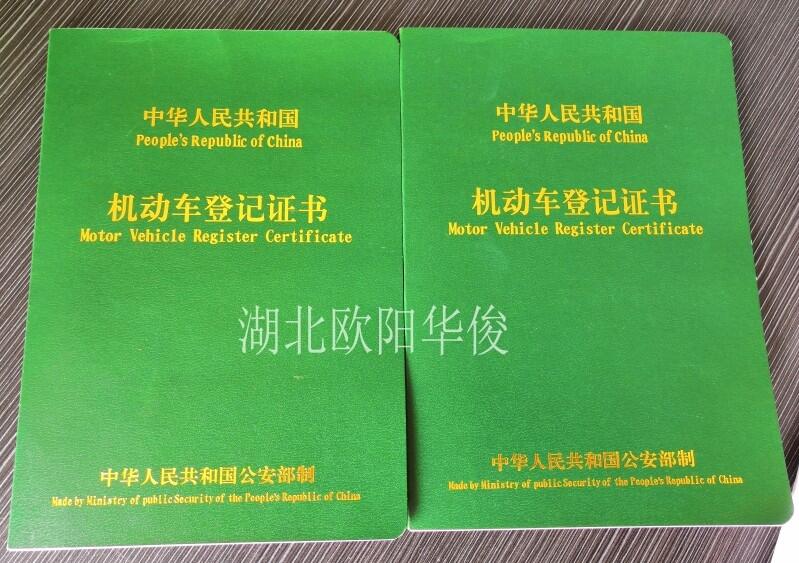 中华人民共和国
People's Republic of China
机动车登记证书
Motor Vehicle Register Certificate
中华人民共和国公安部制
Made by Ministry of public Security of the People's Republic of China
中华人民共和国
People's Republic of China
机动车登记证书
Motor Vehicle Register Certificate
中华人民共和国公安部制
Made by Ministry of public Security of the People's Republic of China
湖北欧阳华俊